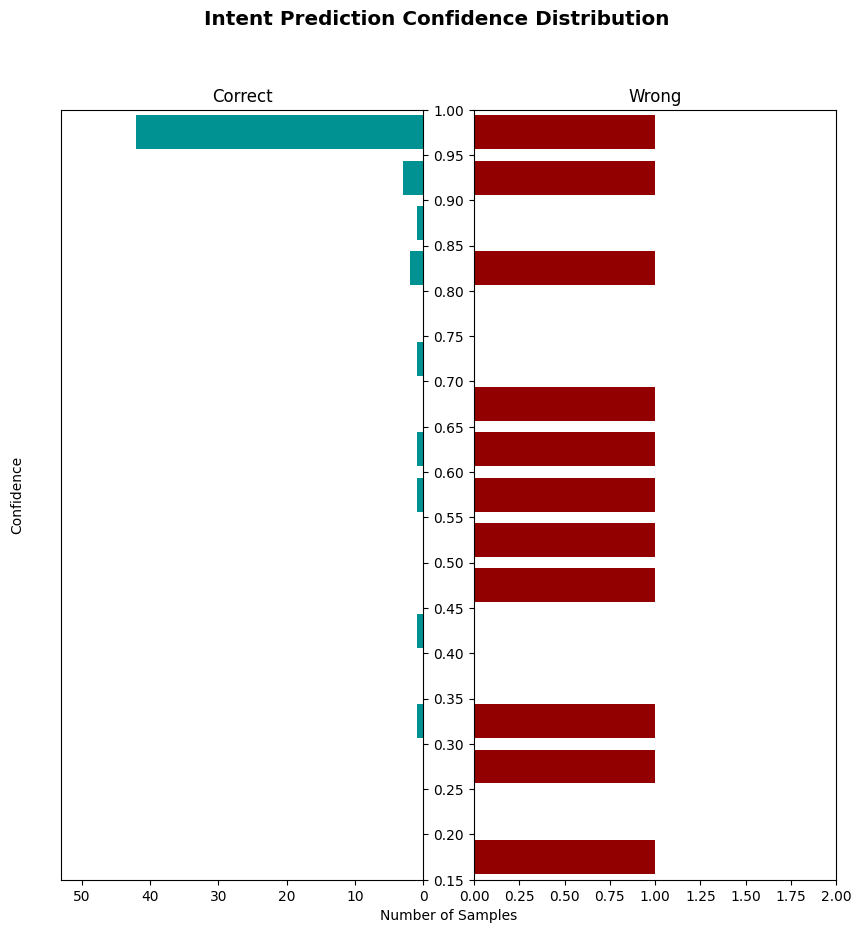 Intent Prediction Confidence Distribution
Correct
Wrong
1.00
0.95
0.90
0.85
0.80
0.75
0.70
0.65
0.60
0.55
0.50
0.45
0.40
0.35
0.30
0.25
0.20
0.15
Confidence
50 40 30 20 10 0
0.00 0.25 0.50 0.75 1.00 1.25 1.50 1.75 2.00
Number of Samples